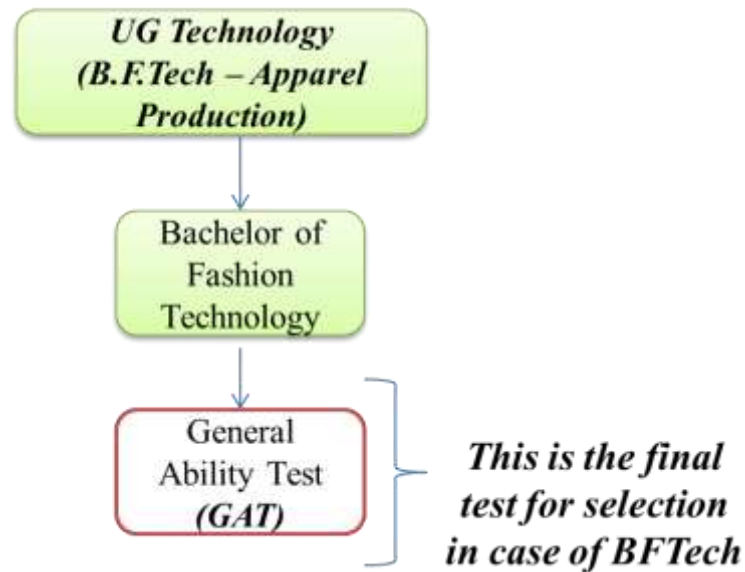 UG Technology
(B.F.Tech – Apparel
Production)
Bachelor of
Fashion
Technology
General
Ability Test
(GAT)
This is the final
test for selection
in case of BFTech